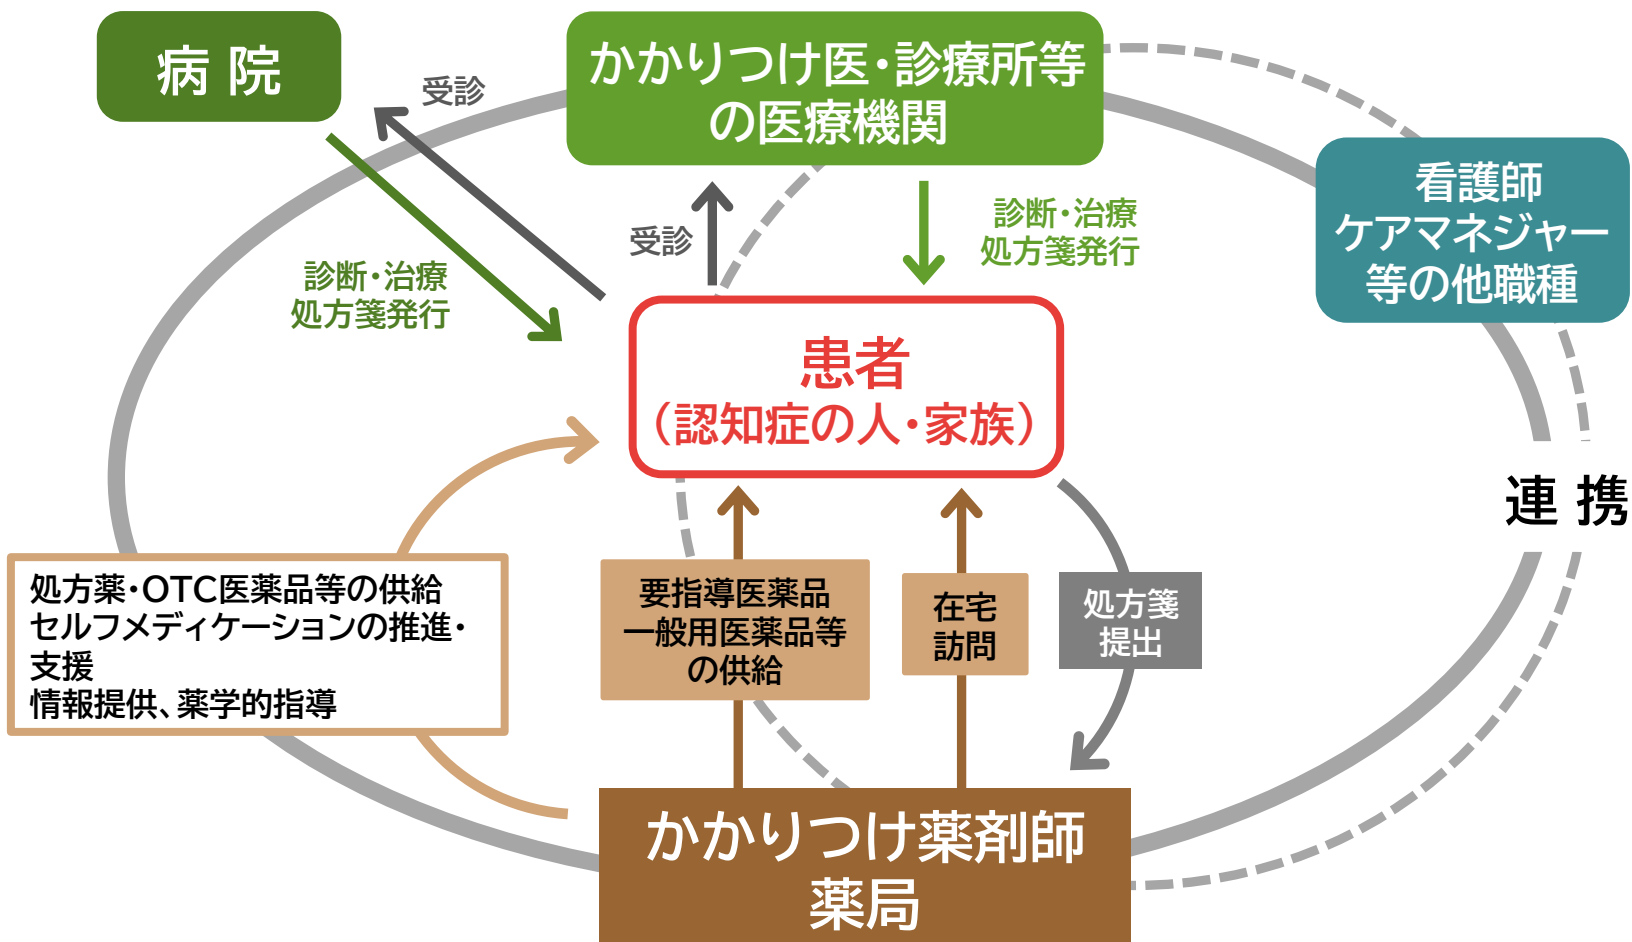 病 院
かかりつけ医・診療所等
の医療機関
受診
看護師
ケアマネジャー
等の他職種
受診
診断・治療
処方箋発行
診断・治療
処方箋発行
患者
（認知症の人・家族）
連 携
処方薬・OTC医薬品等の供給
セルフメディケーションの推進・
支援
情報提供、薬学的指導
要指導医薬品
一般用医薬品等
の供給
在宅
訪問
処方箋
提出
かかりつけ薬剤師
薬局